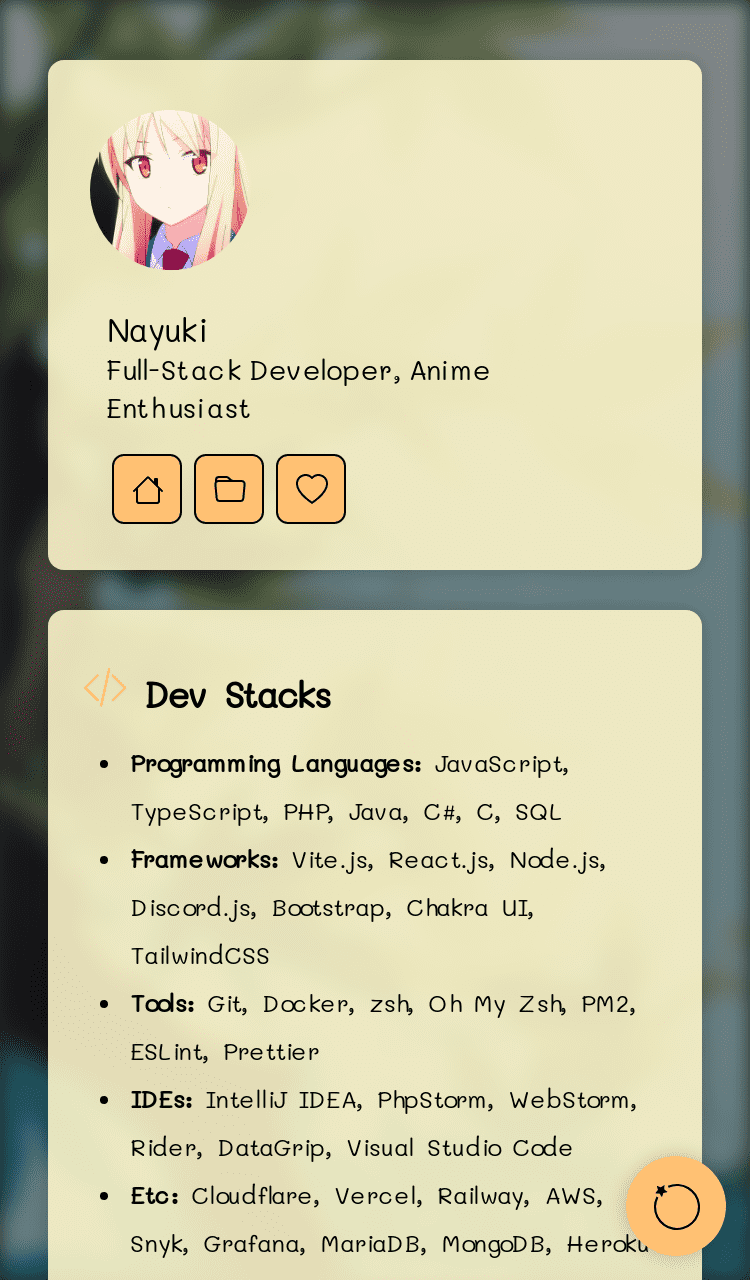 Nayuki
Full-Stack Developer, Anime
Enthusiast
Dev Stacks
Programming Languages: JavaScript,
TypeScript, PHP, Java, C#, C, SQL
Frameworks: Vite.js, React.js, Node.js,
Discord.js, Bootstrap, Chakra UI,
TailwindCSS
Tools: Git, Docker, zsh, Oh My Zsh, PM2,
ESLint, Prettier
IDEs: IntelliJ IDEA, PhpStorm, WebStorm,
Rider, DataGrip, Visual Studio Code
Etc: Cloudflare, Vercel, Railway, AWS,
Snyk, Grafana, MariaDB, MongoDB, Heroku